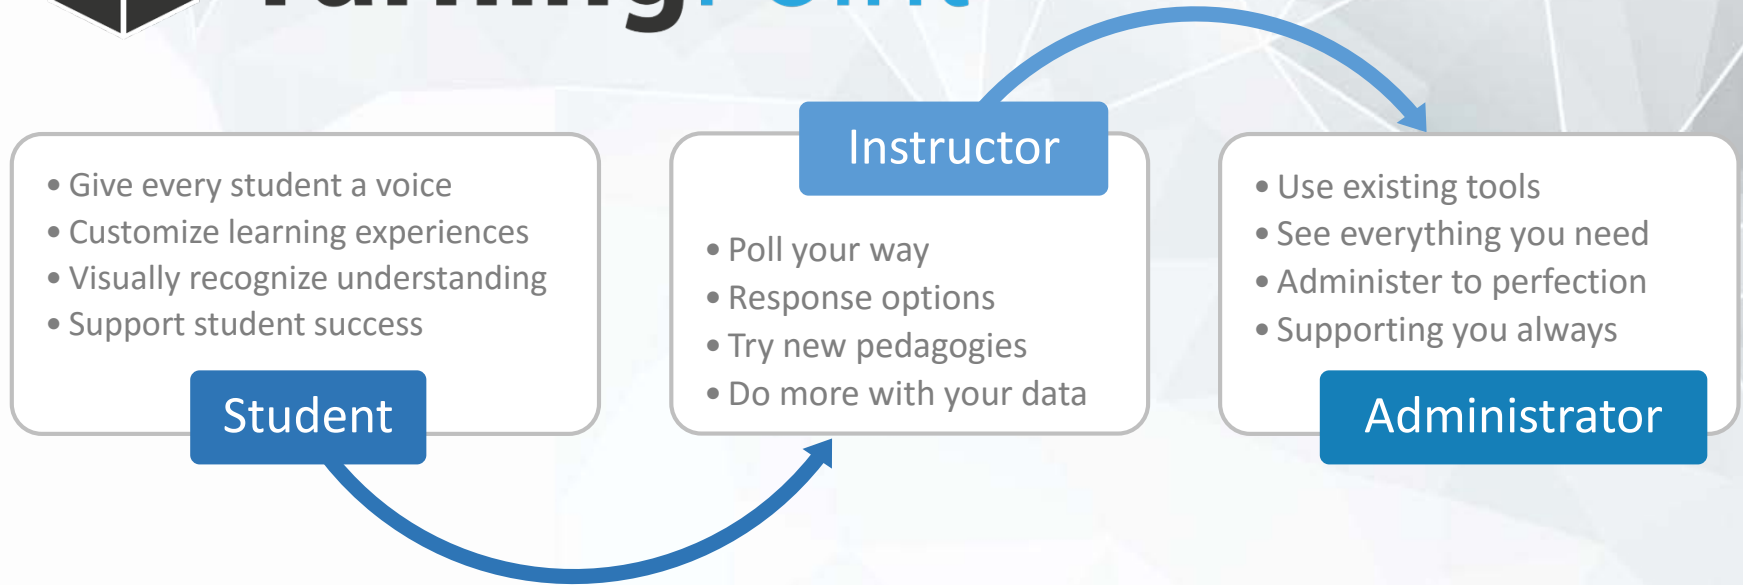 TurningPoint
• Give every student a voice
• Customize learning experiences
• Visually recognize understanding
• Support student success
Student
Instructor
• Poll your way
• Response options
• Try new pedagogies
• Do more with your data
• Use existing tools
• See everything you need
• Administer to perfection
• Supporting you always
Administrator